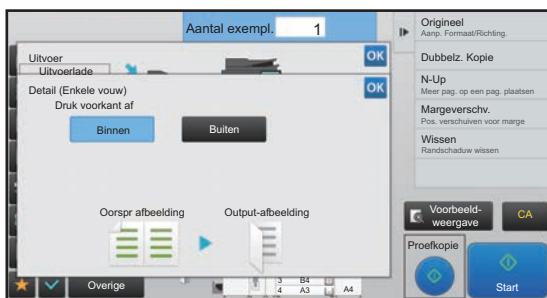 Aantal exempl. 1
Uitvoer
OK
Uitvoerlade
Detail (Enkele vouw)
OK
Druk voorkant af
Binnen
Buiten
Oorspr afbeelding
Output-afbeelding
Overige
3 B4
4 A3
A4
Origineel
Aanp. Formaat/Richting.
Dubbelz. Kopie
N-Up
Meer pag. op een pag. plaatsen
Margeverschv.
Pos. verschuiven voor marge
Wissen
Randschaduw wissen
Voorbeeld-
weergave
CA
Proefkopie
Start